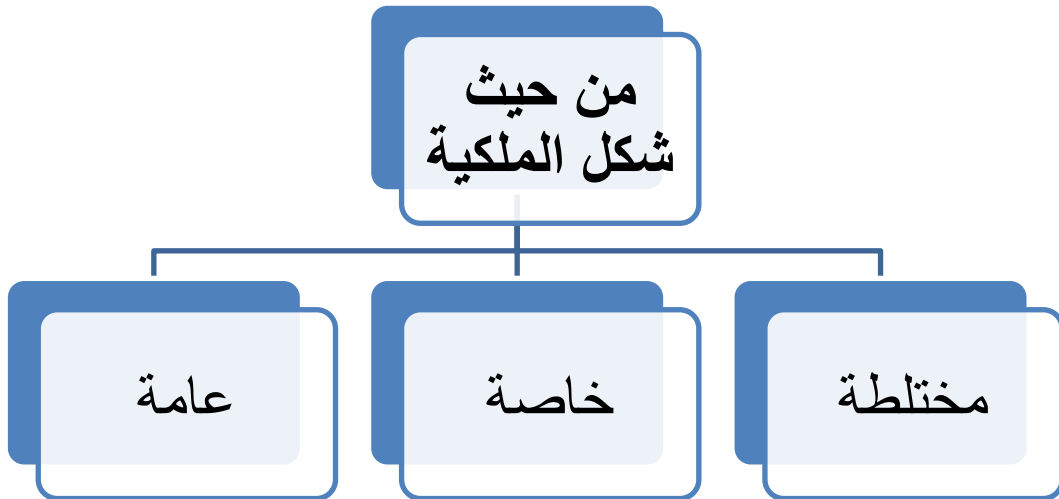 من حيث
شكل الملكية
مختلطة
خاصة
عامة